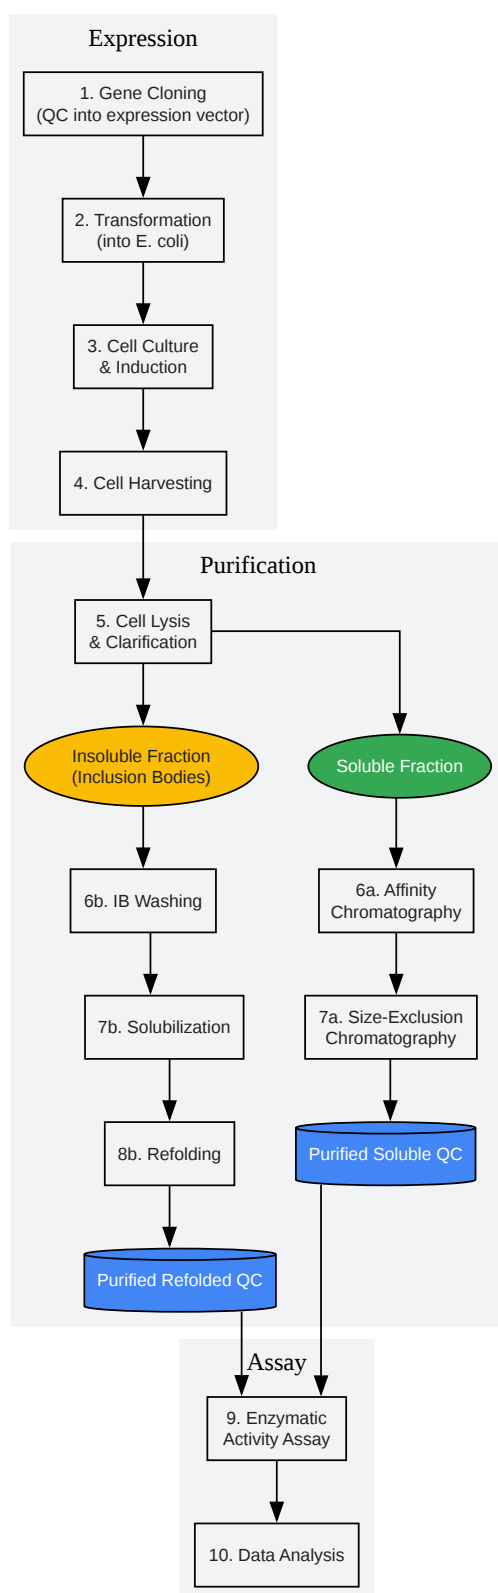 Expression
1. Gene Cloning
(QC into expression vector)
2. Transformation
(into E. coli)
3. Cell Culture
& Induction
4. Cell Harvesting
Purification
5. Cell Lysis
& Clarification
Insoluble Fraction
(Inclusion Bodies)
Soluble Fraction
6b. IB Washing
6a. Affinity
Chromatography
7b. Solubilization
7a. Size-Exclusion
Chromatography
8b. Refolding
Purified Soluble QC
Purified Refolded QC
Assay
9. Enzymatic
Activity Assay
10. Data Analysis